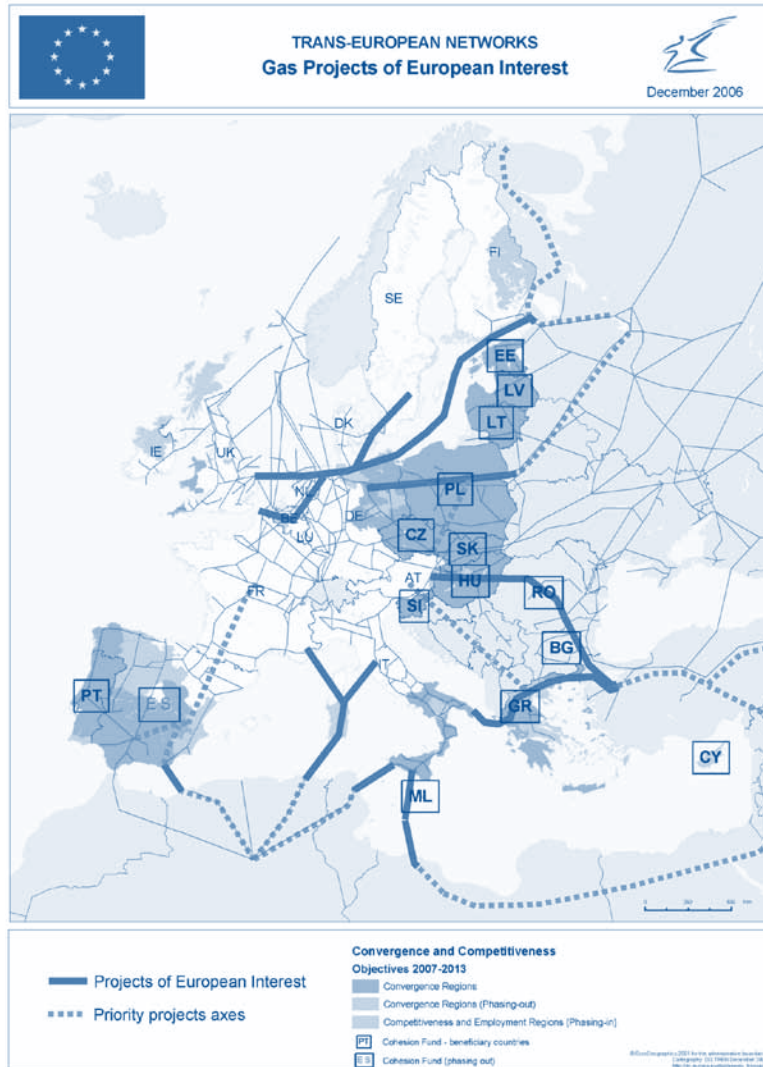 TRANS-EUROPEAN NETWORKS
Gas Projects of European Interest
December 2006
FI
SE
EE
LV
LT
DK
IE
UK
NL
PL
BE
DE
LU
CZ
SK
AT
HU
FR
SI
RO
BG
IT
PT
ES
GR
CY
ML
Convergence and Competitiveness
Objectives 2007-2013
Projects of European Interest
Convergence Regions
Convergence Regions (Phasing-out)
Priority projects axes
Competitiveness and Employment Regions (Phasing-in)
PT Cohesion Fund - beneficiary countries
ES Cohesion Fund (phasing out)